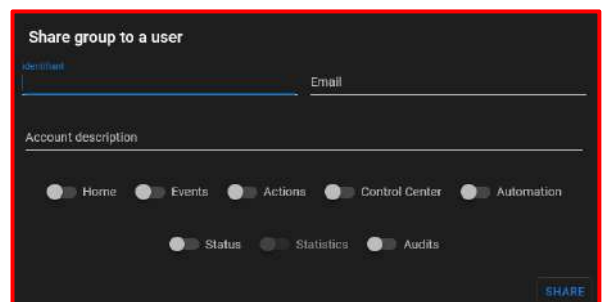 Share group to a user
Identifiant
Email
Account description
Home Events Actions Control Center Automation
Status Statistics Audits
SHARE